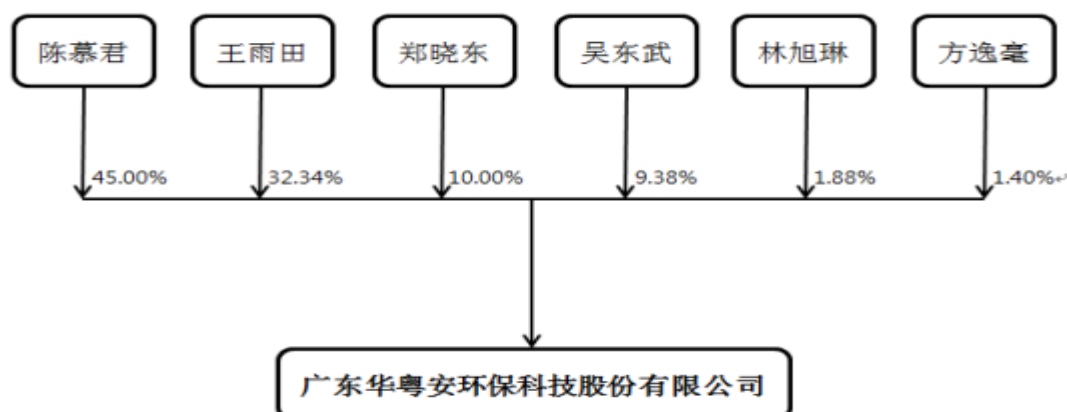 陈慕君 王雨田 郑晓东 吴东武 林旭琳 方逸毫
45.00% 32.34% 10.00% 9.38% 1.88% 1.40%
广东华粤安环保科技股份有限公司